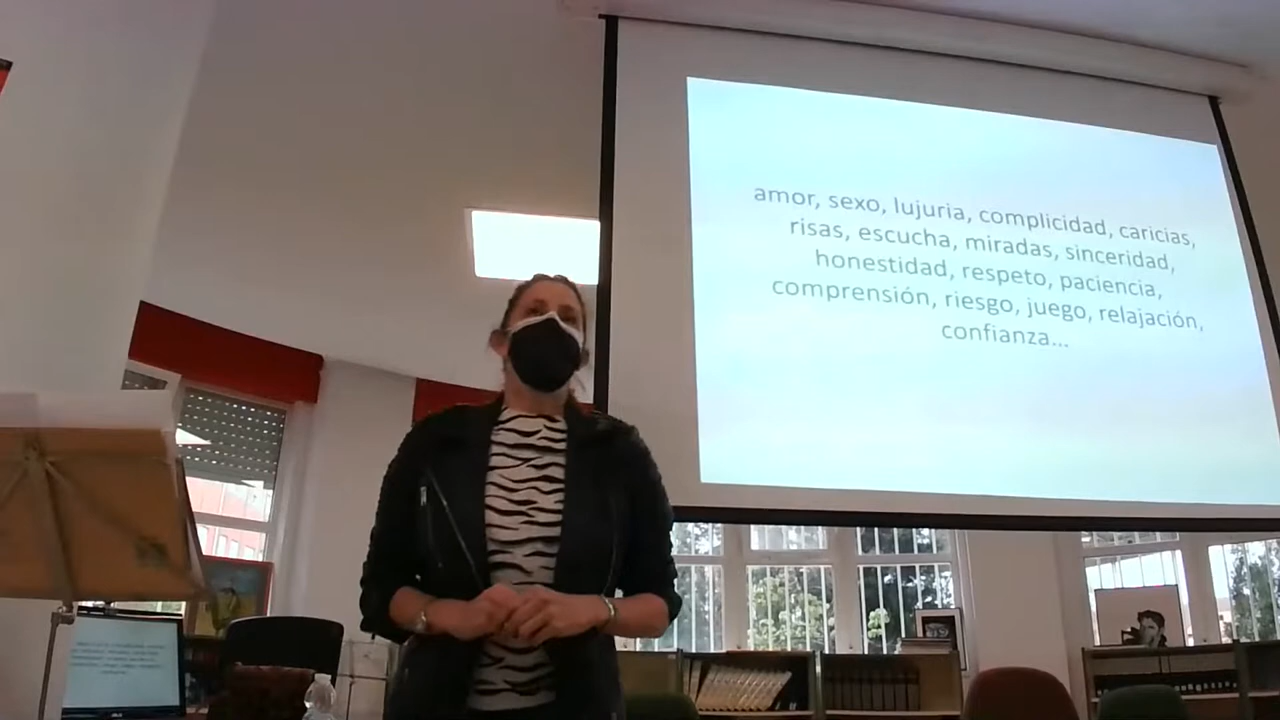 amor, sexo, lujuria, complicidad, caricias,
risas, escucha, miradas, sinceridad,
honestidad, respeto, paciencia,
comprensión, riesgo, juego, relajación,
confianza...